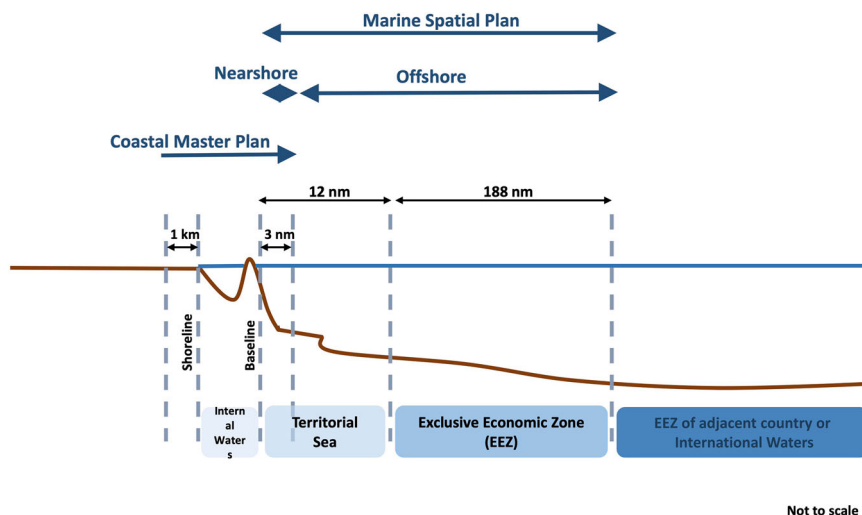 Marine Spatial Plan
Nearshore
Offshore
Coastal Master Plan
12 nm
188 nm
1 km
3 nm
Shoreline
Baseline
Intern
al
Water
s
Territorial
Sea
Exclusive Economic Zone
(EEZ)
EEZ of adjacent country or
International Waters
Not to scale